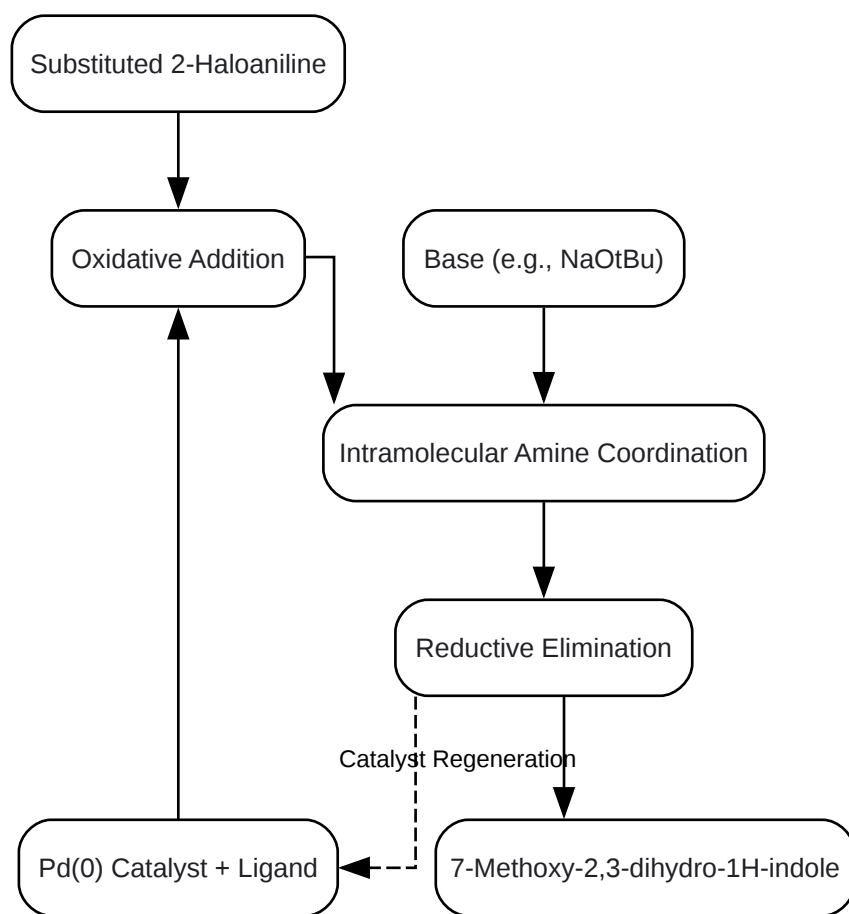 Substituted 2-Haloaniline
Oxidative Addition
Base (e.g., NaOtBu)
Intramolecular Amine Coordination
Reductive Elimination
Catalyst Regeneration
Pd(0) Catalyst + Ligand
7-Methoxy-2,3-dihydro-1H-indole